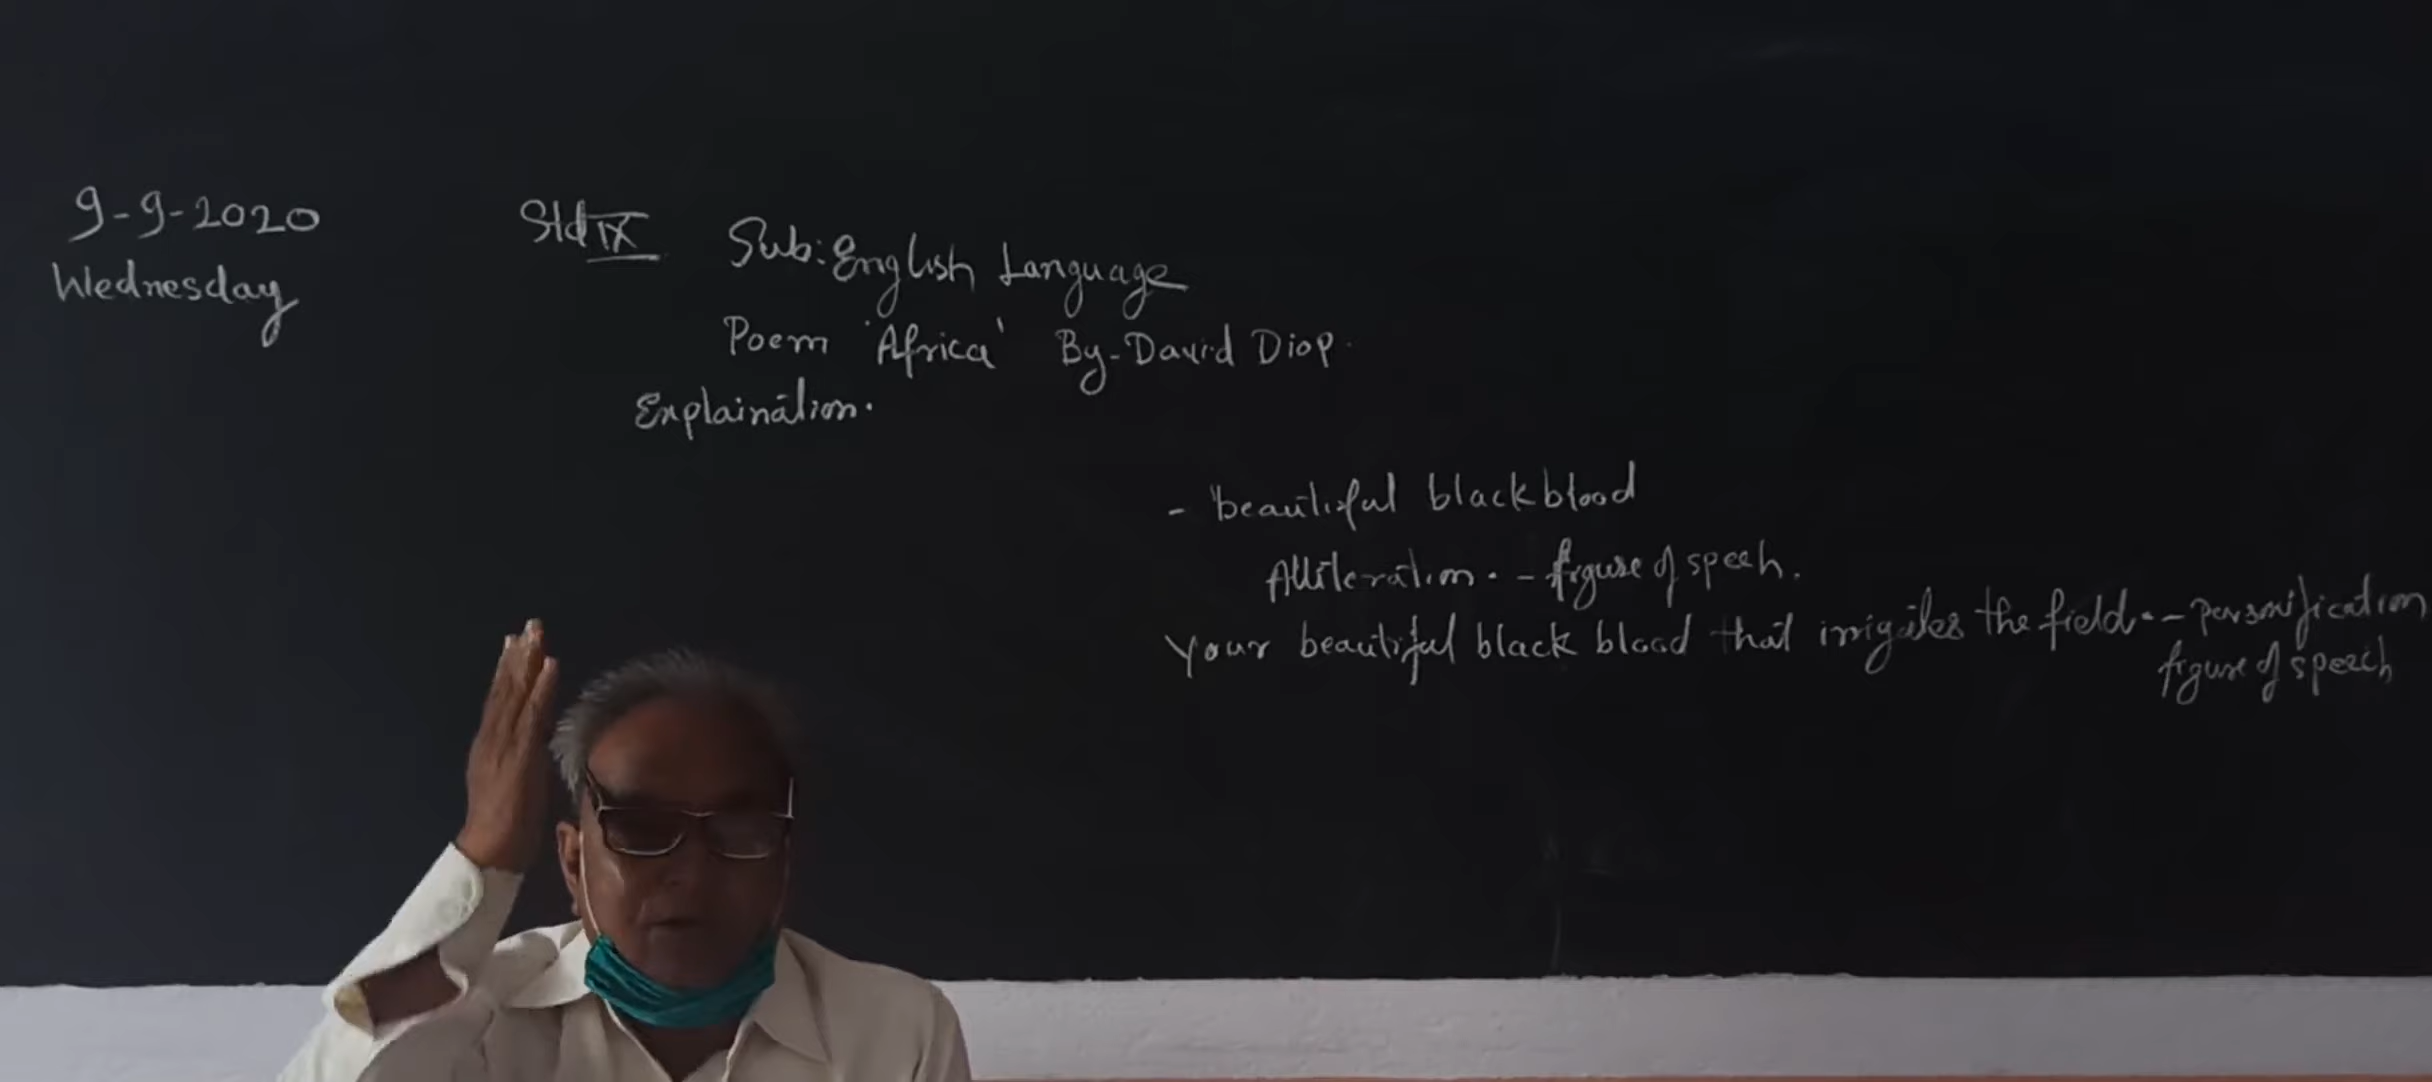 9-9-2020
Wednesday
Std IX
Sub: English Language
Poem 'Africa' By-David Diop.
Explaination.
- beautiful black blood
Alliteration. - figure of speeh.
Your beautiful black blood that irrigates the field. - personification
figure of speech